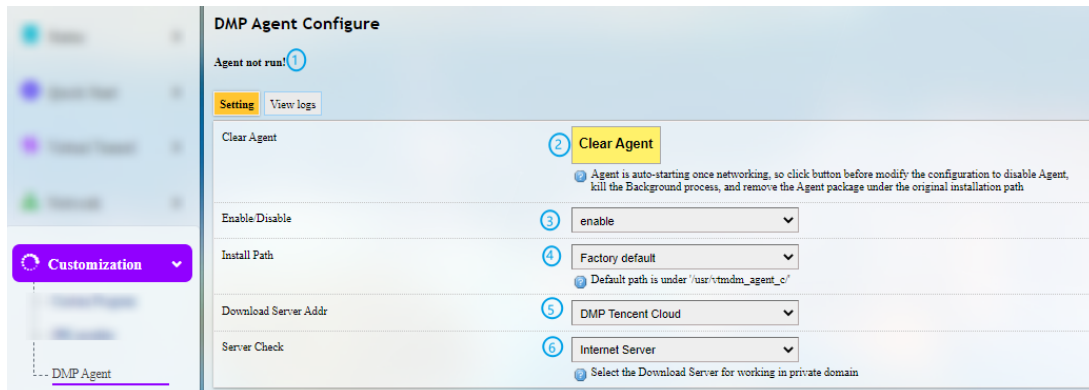 DMP Agent Configure
Agent not run! 1
Setting View logs
Clear Agent 2 Clear Agent
Agent is auto-starting once networking, so click button before modify the configuration to disable Agent,
kill the Background process, and remove the Agent package under the original installation path
Enable/Disable 3 enable
Install Path 4 Factory default
Default path is under '/usr/vtmdm_agent_c/'
Download Server Addr 5 DMP Tencent Cloud
Server Check 6 Internet Server
Select the Download Server for working in private domain
Customization
DMP Agent